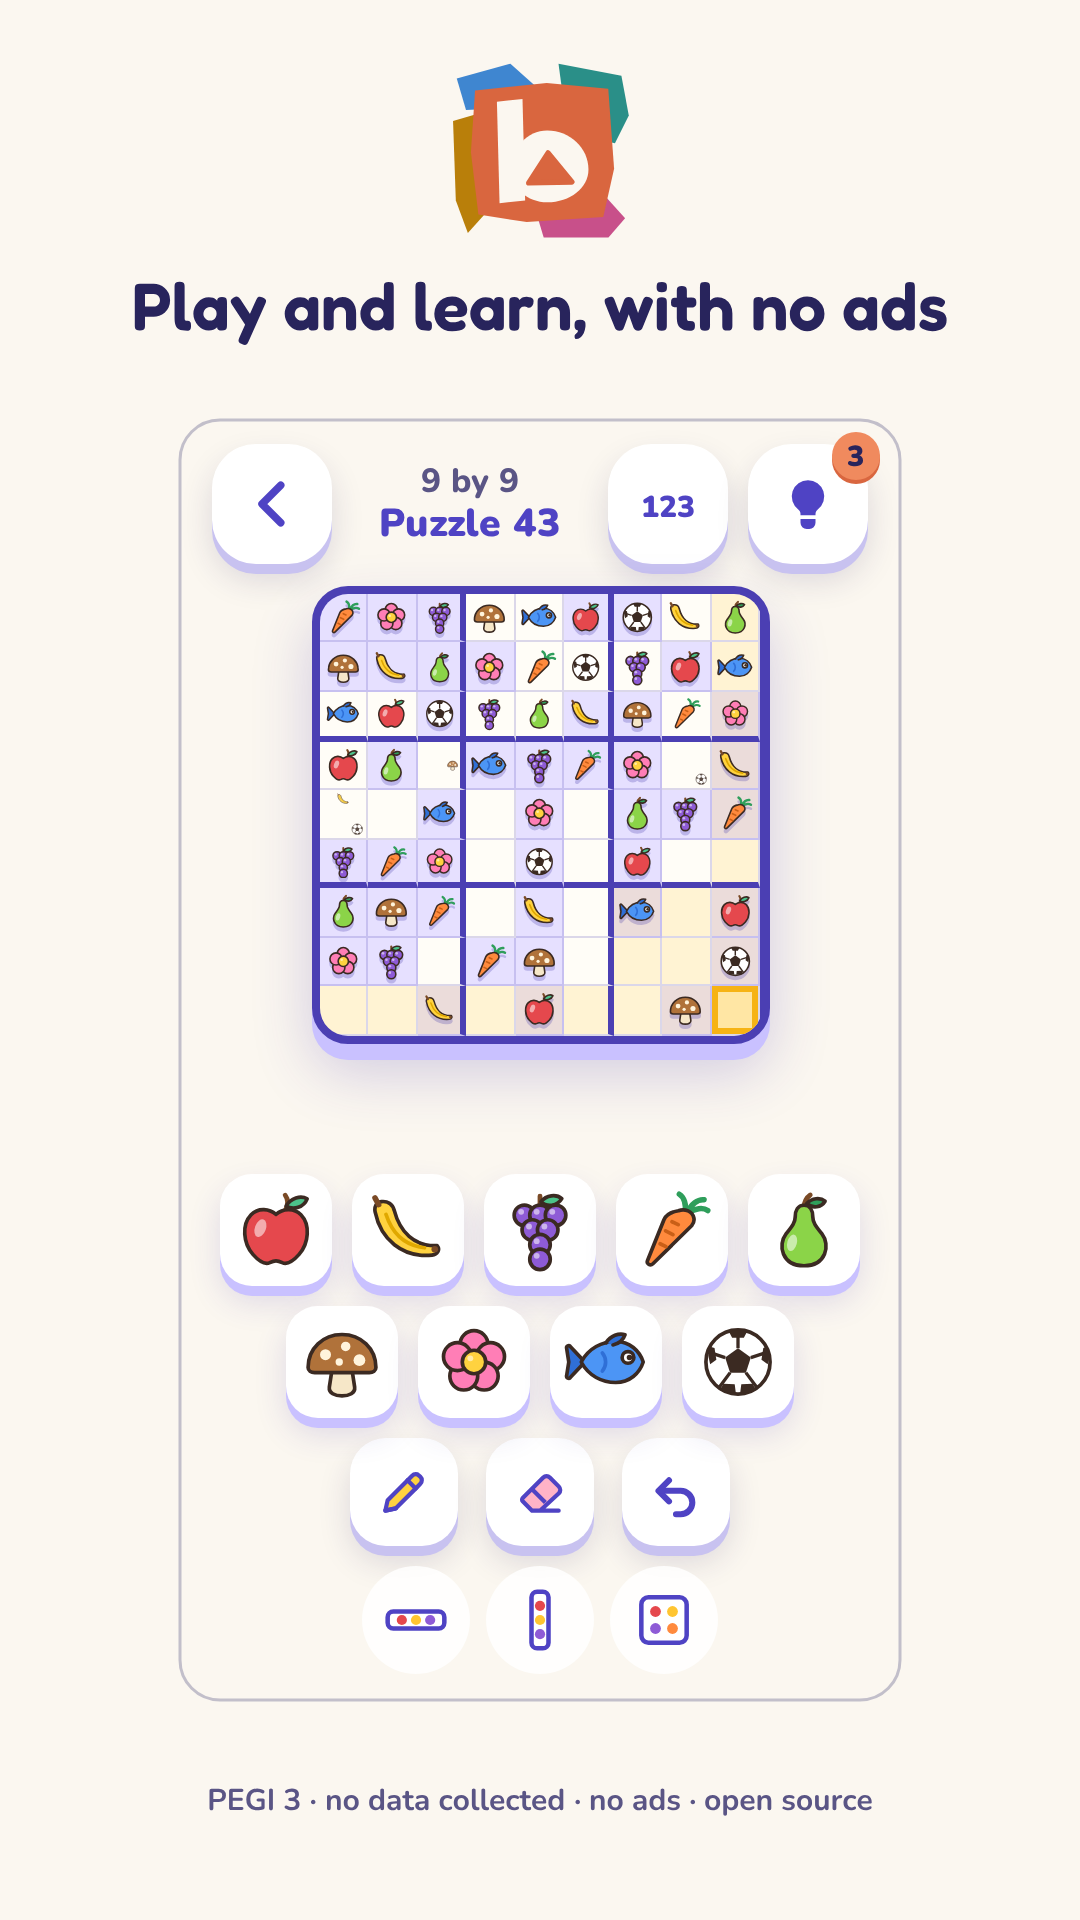 b
Play and learn, with no ads
9 by 9
Puzzle 43
123
3
PEGI 3 · no data collected · no ads · open source